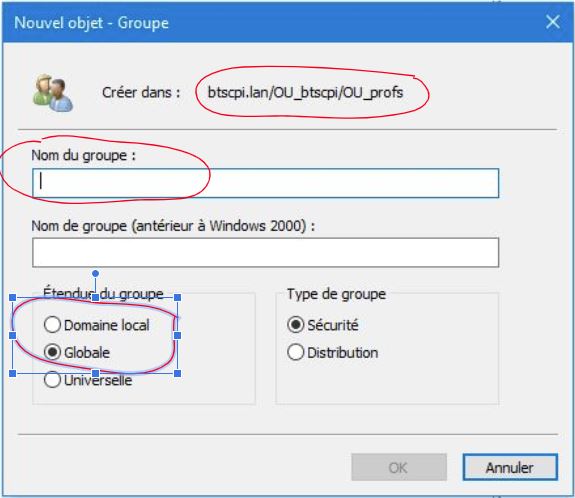 Nouvel objet - Groupe
Créer dans : btscpi.lan/OU_btscpi/OU_profs
Nom du groupe :
Nom de groupe (antérieur à Windows 2000) :
Étendue du groupe
Domaine local
Globale
Universelle
Type de groupe
Sécurité
Distribution
OK
Annuler